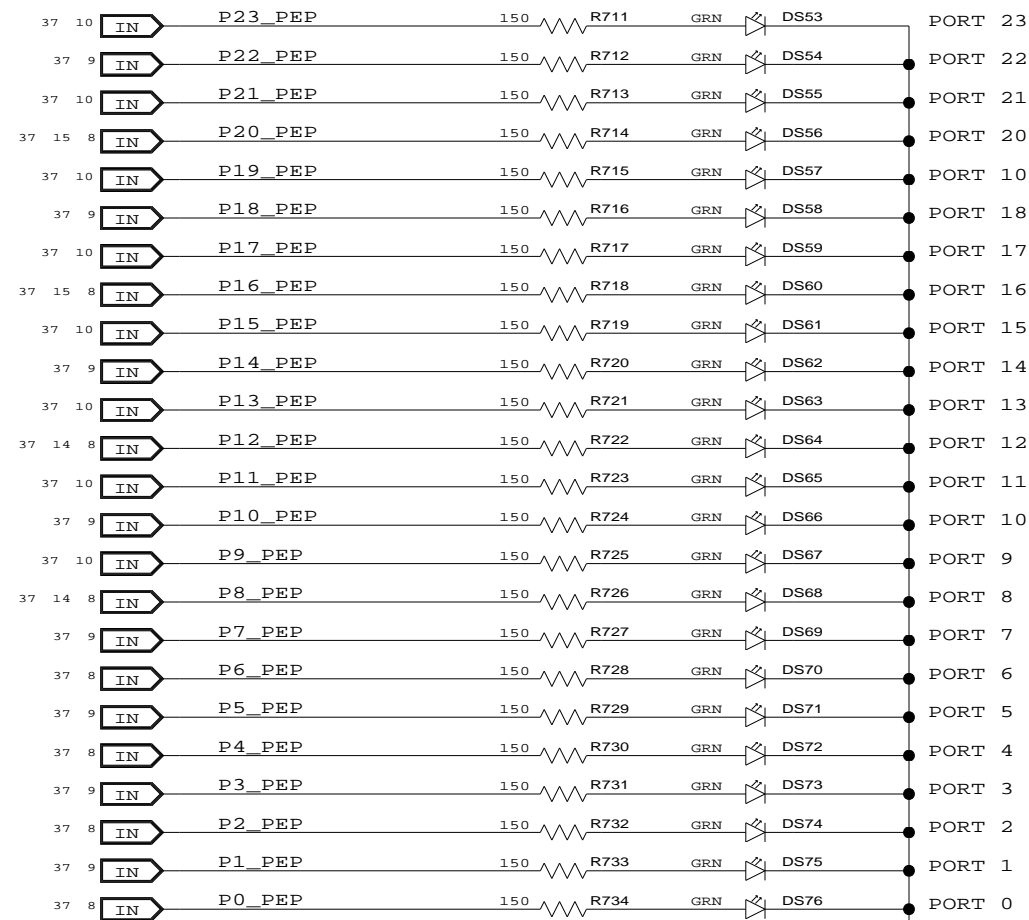 37 10 IN P23_PEP 150 R711 GRN DS53 PORT 23
37 9 IN P22_PEP 150 R712 GRN DS54 PORT 22
37 10 IN P21_PEP 150 R713 GRN DS55 PORT 21
37 15 8 IN P20_PEP 150 R714 GRN DS56 PORT 20
37 10 IN P19_PEP 150 R715 GRN DS57 PORT 10
37 9 IN P18_PEP 150 R716 GRN DS58 PORT 18
37 10 IN P17_PEP 150 R717 GRN DS59 PORT 17
37 15 8 IN P16_PEP 150 R718 GRN DS60 PORT 16
37 10 IN P15_PEP 150 R719 GRN DS61 PORT 15
37 9 IN P14_PEP 150 R720 GRN DS62 PORT 14
37 10 IN P13_PEP 150 R721 GRN DS63 PORT 13
37 14 8 IN P12_PEP 150 R722 GRN DS64 PORT 12
37 10 IN P11_PEP 150 R723 GRN DS65 PORT 11
37 9 IN P10_PEP 150 R724 GRN DS66 PORT 10
37 10 IN P9_PEP 150 R725 GRN DS67 PORT 9
37 14 8 IN P8_PEP 150 R726 GRN DS68 PORT 8
37 9 IN P7_PEP 150 R727 GRN DS69 PORT 7
37 8 IN P6_PEP 150 R728 GRN DS70 PORT 6
37 9 IN P5_PEP 150 R729 GRN DS71 PORT 5
37 8 IN P4_PEP 150 R730 GRN DS72 PORT 4
37 9 IN P3_PEP 150 R731 GRN DS73 PORT 3
37 8 IN P2_PEP 150 R732 GRN DS74 PORT 2
37 9 IN P1_PEP 150 R733 GRN DS75 PORT 1
37 8 IN P0_PEP 150 R734 GRN DS76 PORT 0